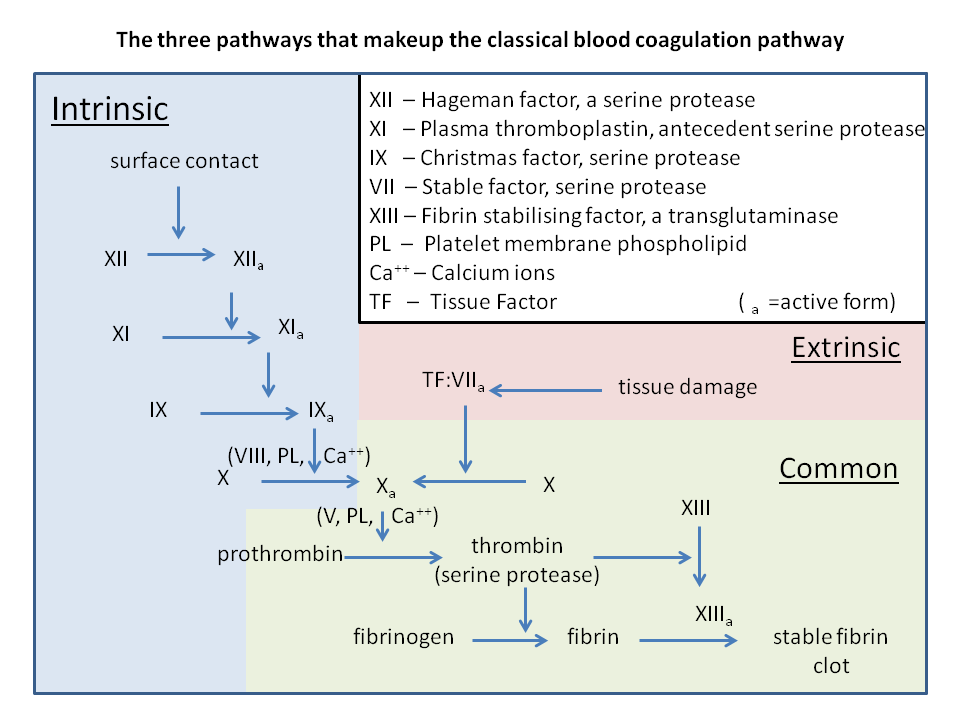 The three pathways that makeup the classical blood coagulation pathway
Intrinsic
XII – Hageman factor, a serine protease
XI – Plasma thromboplastin, antecedent serine protease
IX – Christmas factor, serine protease
VII – Stable factor, serine protease
XIII – Fibrin stabilising factor, a transglutaminase
PL – Platelet membrane phospholipid
Ca++ – Calcium ions
TF – Tissue Factor ( a =active form)
surface contact
XII XIIa
XI XIa
Extrinsic
TF:VIIa tissue damage
IX IXa
(VIII, PL, Ca++)
Common
X Xa X
XIII
(V, PL, Ca++)
prothrombin thrombin
(serine protease)
XIIIa
fibrinogen fibrin stable fibrin
clot